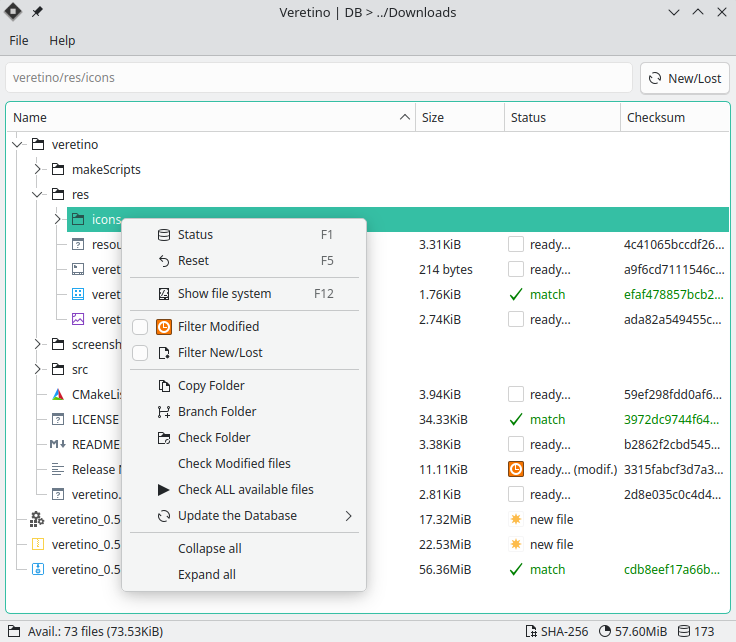 Veretino | DB > ../Downloads
File Help
veretino/res/icons
New/Lost
Name Size Status Checksum
veretino
makeScripts
res
icons
resou 3.31KiB ready... 4c41065bccdf26...
veret 214 bytes ready... a9f6cd7111546c...
veret 1.76KiB match efaf478857bcb2...
veret 2.74KiB ready... ada82a549455c...
screensh
src
CMakeLis 3.94KiB ready... 59ef298fdd0af6...
LICENSE 34.33KiB match 3972dc9744f64...
README 3.38KiB ready... b2862f2cbd545...
Release N 11.11KiB ready... (modif.) 3315fabcf3d7a3...
veretino. 2.81KiB ready... 2d8e035c0c4d4...
veretino_0.5 17.32MiB new file
veretino_0.5 22.53MiB new file
veretino_0.5 56.36MiB match cdb8eef17a66b...
Status F1
Reset F5
Show file system F12
Filter Modified
Filter New/Lost
Copy Folder
Branch Folder
Check Folder
Check Modified files
Check ALL available files
Update the Database
Collapse all
Expand all
Avail.: 73 files (73.53KiB) SHA-256 57.60MiB 173